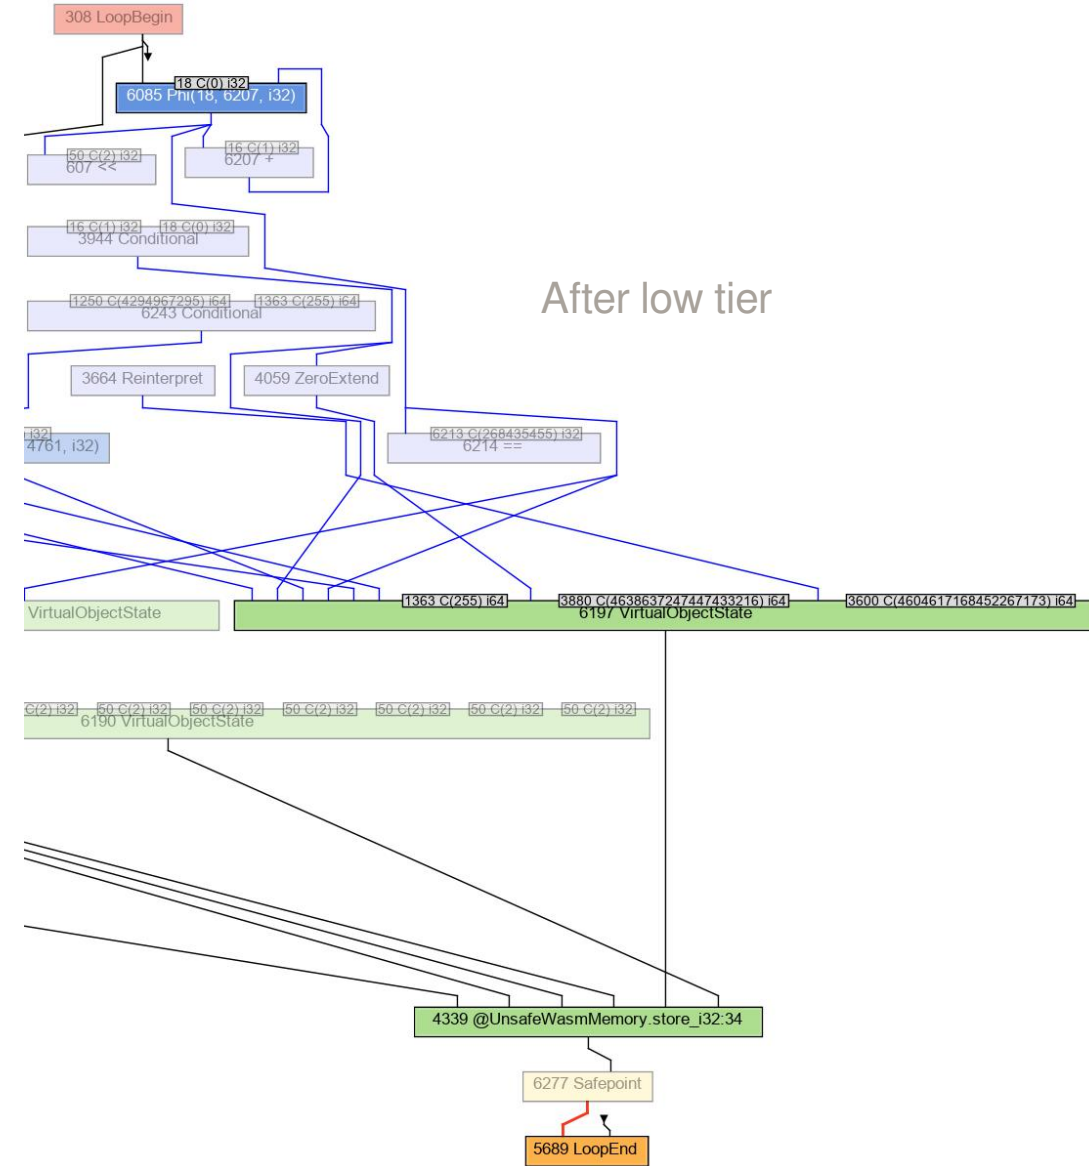 308 LoopBegin
18 C(0) i32
6085 Phi(18, 6207, i32)
50 C(2) i32
607 <<
16 C(1) i32
6207 +
16 C(1) i32 18 C(0) i32
3944 Conditional
After low tier
1250 C(4294967295) i64 1363 C(255) i64
6243 Conditional
3664 Reinterpret
4059 ZeroExtend
i32
4761, i32)
6213 C(268435455) i32
6214 ==
1363 C(255) i64 3880 C(4638637247447433216) i64 3600 C(4604617168452267173) i64
VirtualObjectState
6197 VirtualObjectState
C(2) i32 50 C(2) i32 50 C(2) i32 50 C(2) i32 50 C(2) i32 50 C(2) i32 50 C(2) i32
6190 VirtualObjectState
4339 @UnsafeWasmMemory.store_i32:34
6277 Safepoint
5689 LoopEnd